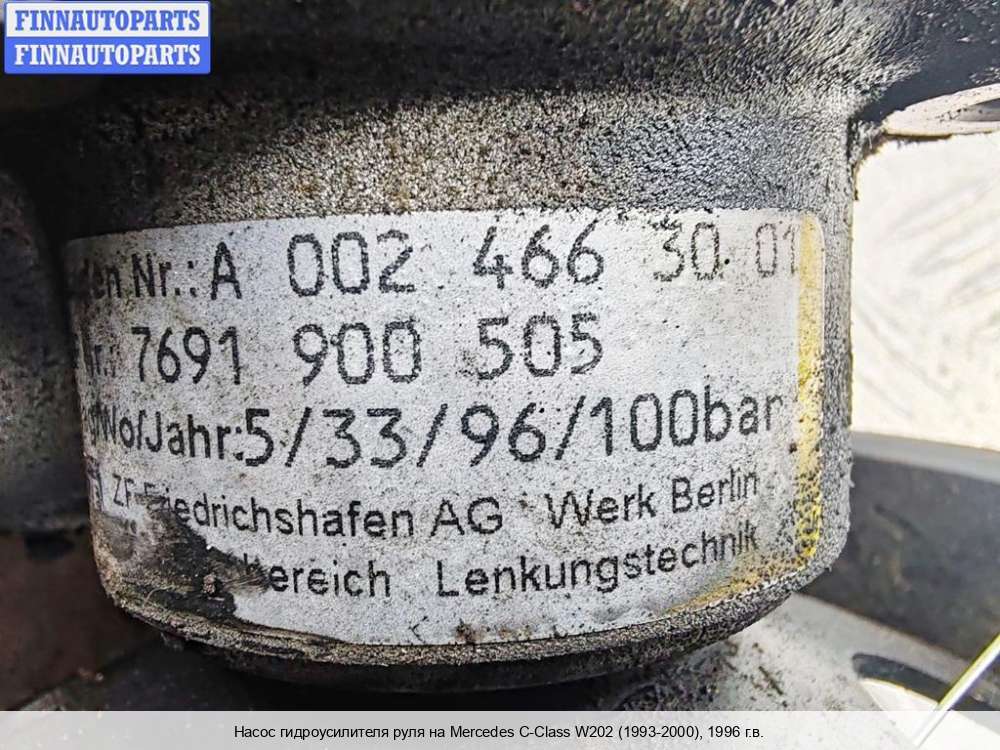 FINNAUTOPARTS
FINNAUTOPARTS
Nr.: A 002 466 30 01
7691 900 505
Wo/Jahr:5/33/96/100bar
ZF Friedrichshafen AG Werk Berlin
Lenkungstechnik
Насос гидроусилителя руля на Mercedes C-Class W202 (1993-2000), 1996 г.в.